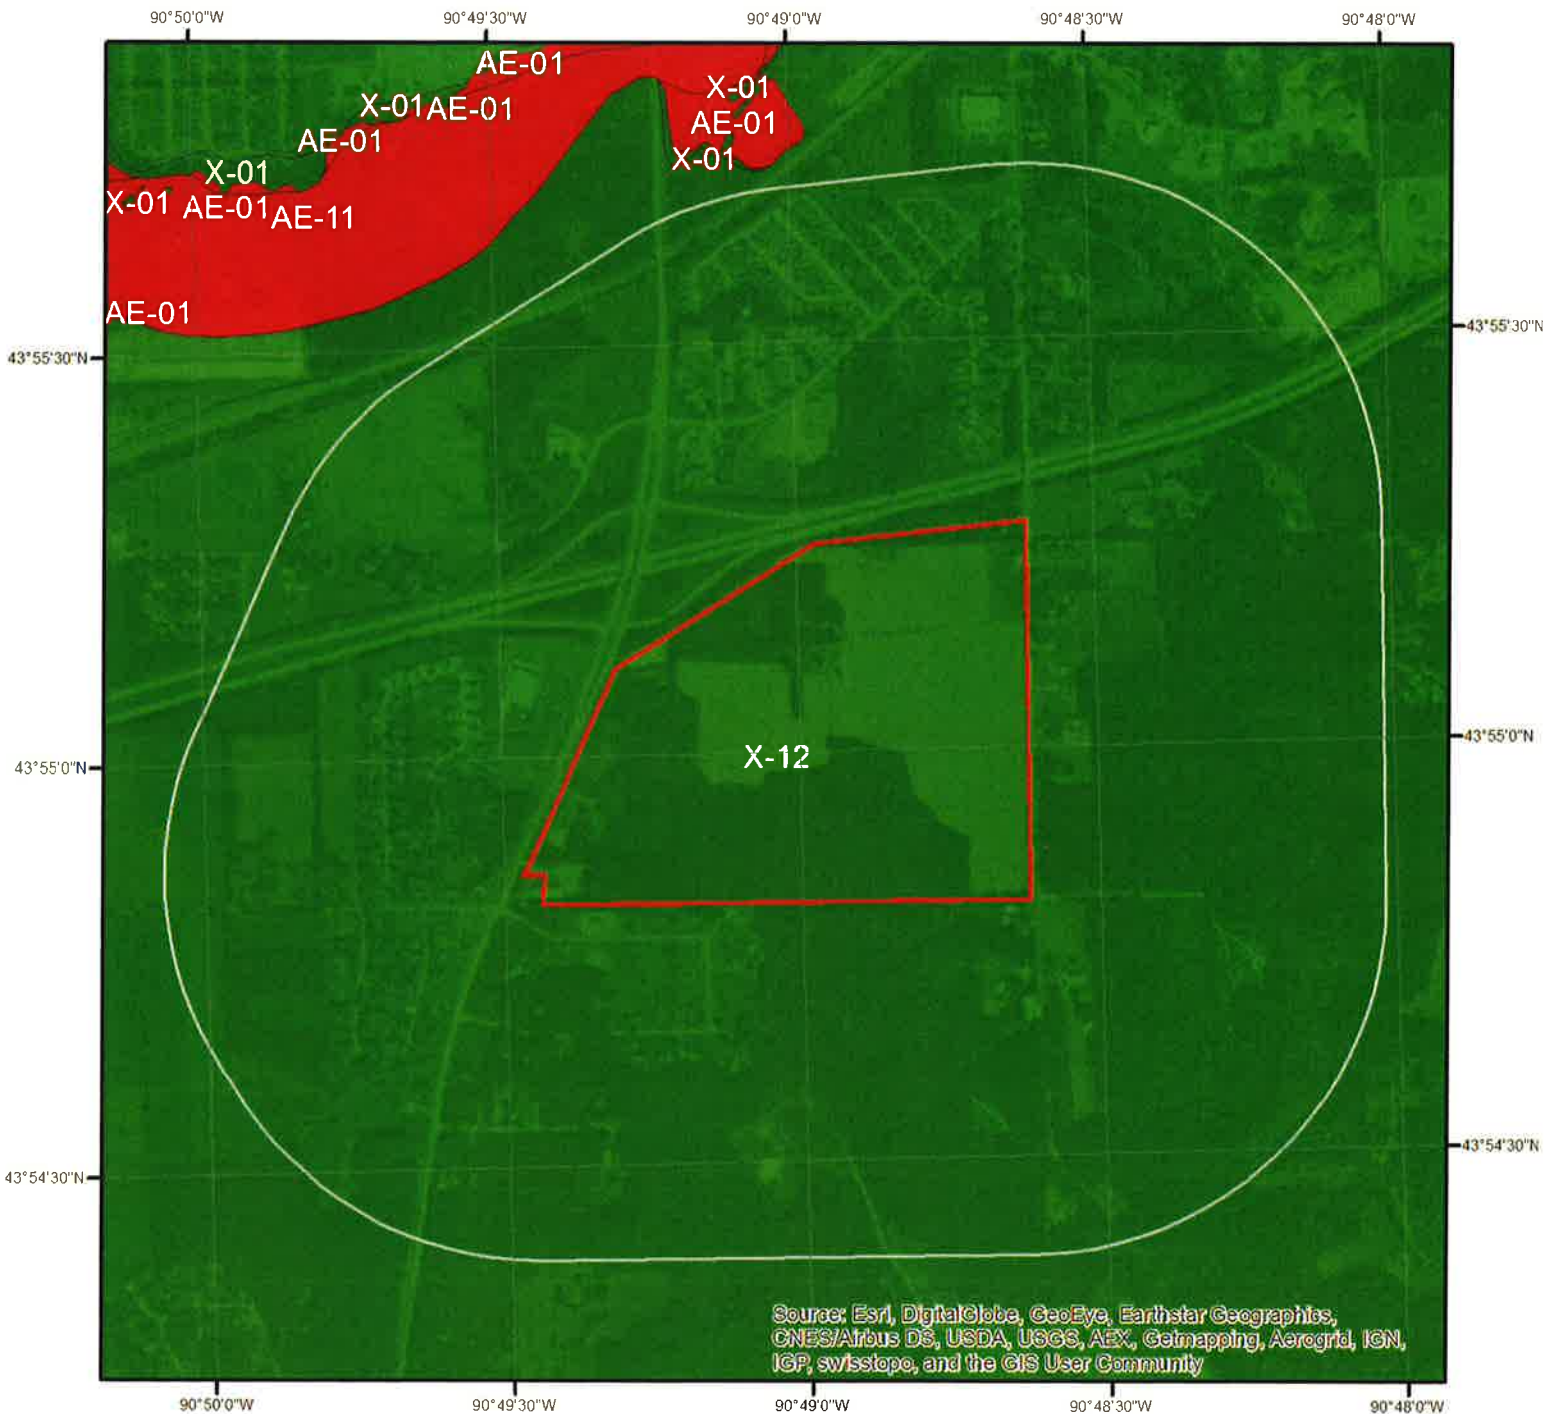 90°50'0"W
90°49'30"W
90°49'0"W
90°48'30"W
90°48'0"W
AE-01
X-01
X-01
AE-01
AE-01
AE-01
X-01
X-01
X-01
AE-01
AE-11
AE-01
43°55'30"N
43°55'30"N
43°55'0"N
X-12
43°55'0"N
43°54'30"N
43°54'30"N
Source: Esri, DigitalGlobe, GeoEye, Earthstar Geographics,
CNES/Airbus DS, USDA, USGS, AEX, Getmapping, Aerogrid, IGN,
IGP, swisstopo, and the GIS User Community
90°50'0"W
90°49'30"W
90°49'0"W
90°48'30"W
90°48'0"W